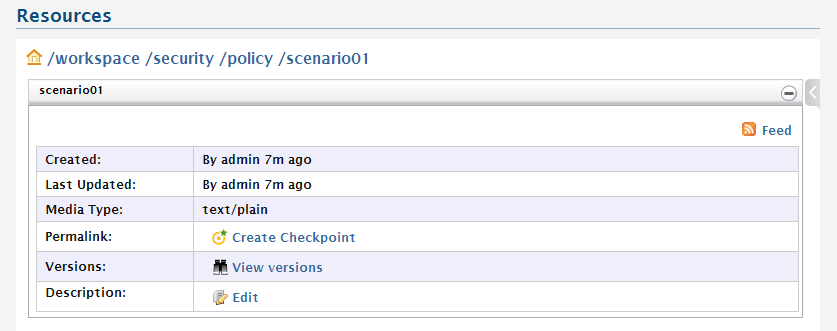 Resources
/workspace /security /policy /scenario01
scenario01
Feed
Created: By admin 7m ago
Last Updated: By admin 7m ago
Media Type: text/plain
Permalink: Create Checkpoint
Versions: View versions
Description: Edit